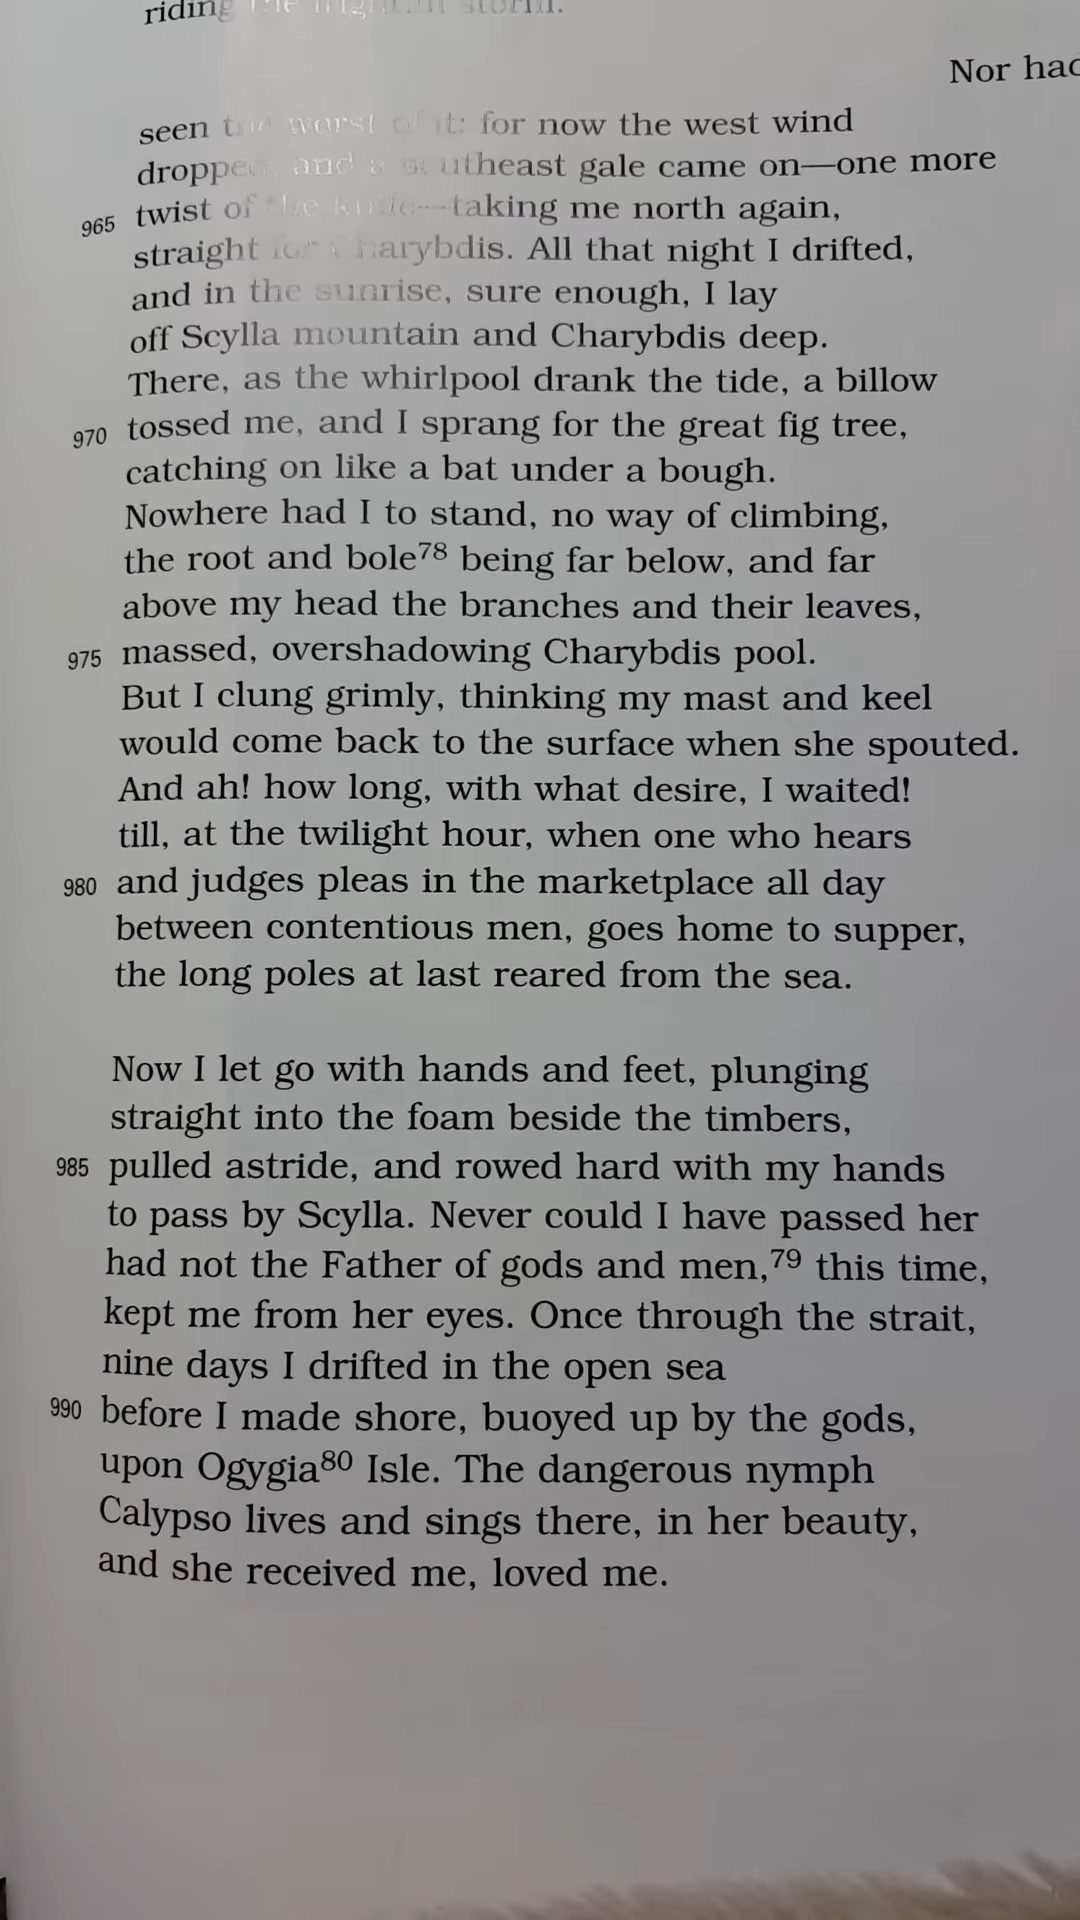 riding the frightful storm.
Nor had
seen the worst of it: for now the west wind
dropped, and a southeast gale came on—one more
965 twist of the knife—taking me north again,
straight for Charybdis. All that night I drifted,
and in the sunrise, sure enough, I lay
off Scylla mountain and Charybdis deep.
There, as the whirlpool drank the tide, a billow
970 tossed me, and I sprang for the great fig tree,
catching on like a bat under a bough.
Nowhere had I to stand, no way of climbing,
the root and bole78 being far below, and far
above my head the branches and their leaves,
975 massed, overshadowing Charybdis pool.
But I clung grimly, thinking my mast and keel
would come back to the surface when she spouted.
And ah! how long, with what desire, I waited!
till, at the twilight hour, when one who hears
980 and judges pleas in the marketplace all day
between contentious men, goes home to supper,
the long poles at last reared from the sea.
Now I let go with hands and feet, plunging
straight into the foam beside the timbers,
985 pulled astride, and rowed hard with my hands
to pass by Scylla. Never could I have passed her
had not the Father of gods and men,79 this time,
kept me from her eyes. Once through the strait,
nine days I drifted in the open sea
990 before I made shore, buoyed up by the gods,
upon Ogygia80 Isle. The dangerous nymph
Calypso lives and sings there, in her beauty,
and she received me, loved me.